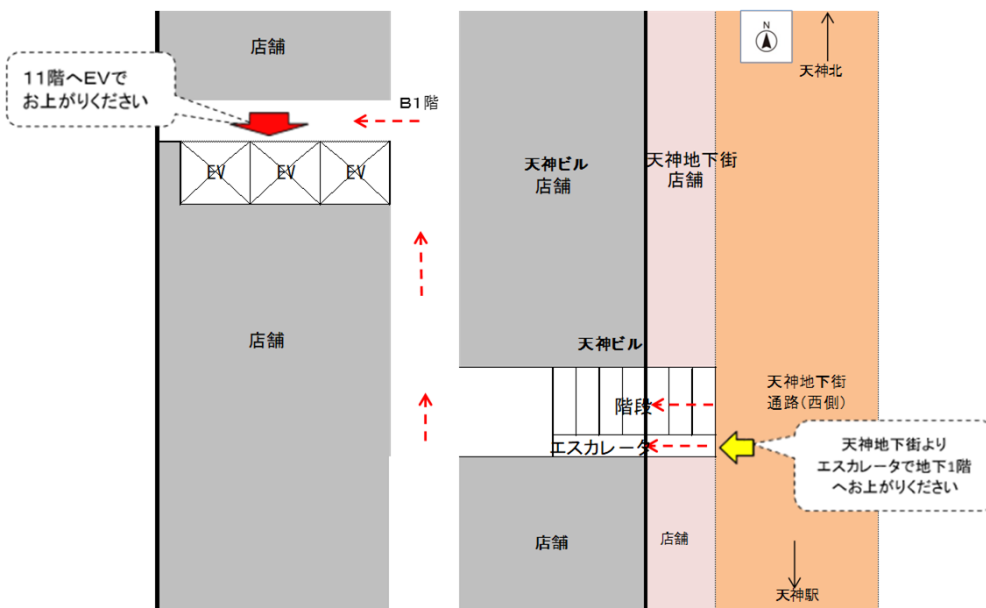 店舗
N
天神北
11階へEVで
お上がりください
B1階
天神ビル
店舗
天神地下街
店舗
EV
EV
EV
店舗
天神ビル
天神地下街
通路(西側)
階段
エスカレータ
天神地下街より
エスカレータで地下1階
へお上がりください
店舗
店舗
天神駅